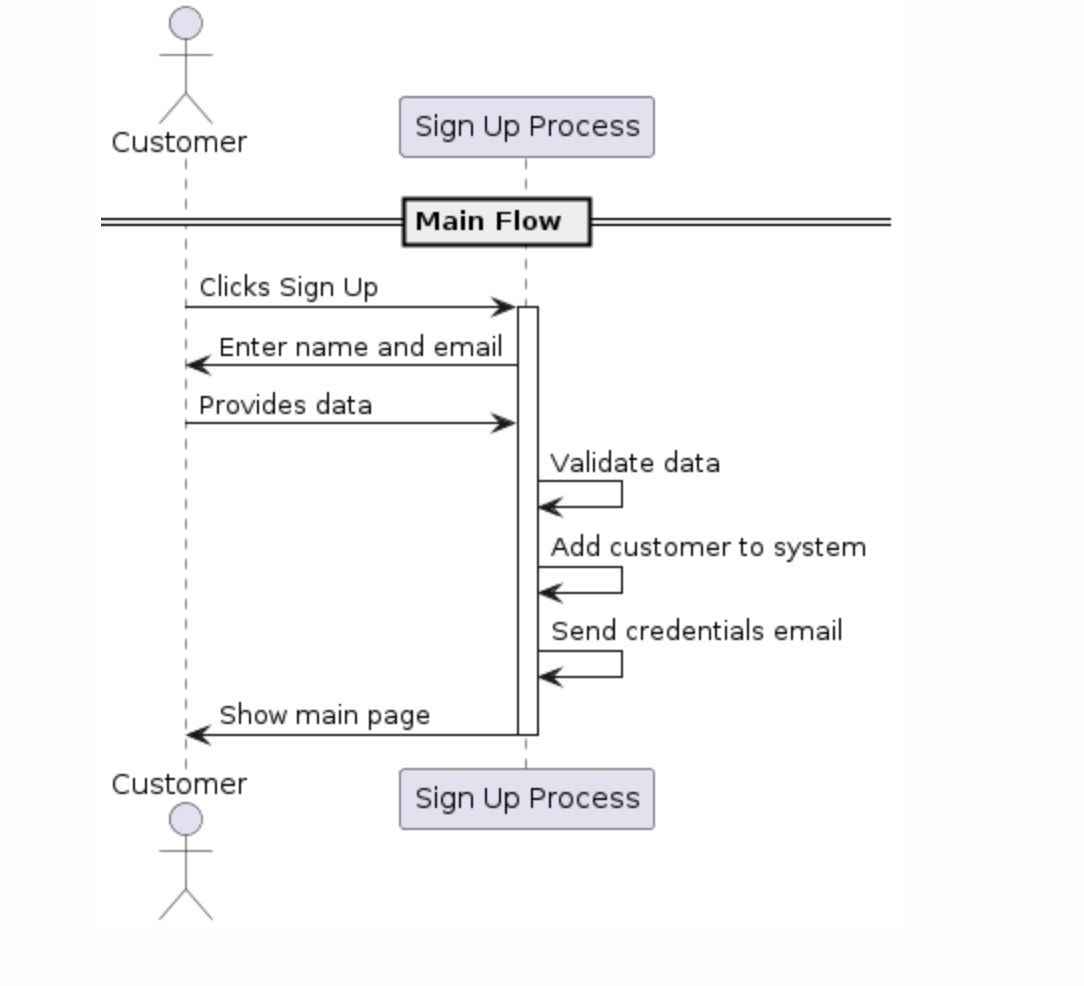 Customer
Sign Up Process
Main Flow
Clicks Sign Up
Enter name and email
Provides data
Validate data
Add customer to system
Send credentials email
Show main page
Customer
Sign Up Process